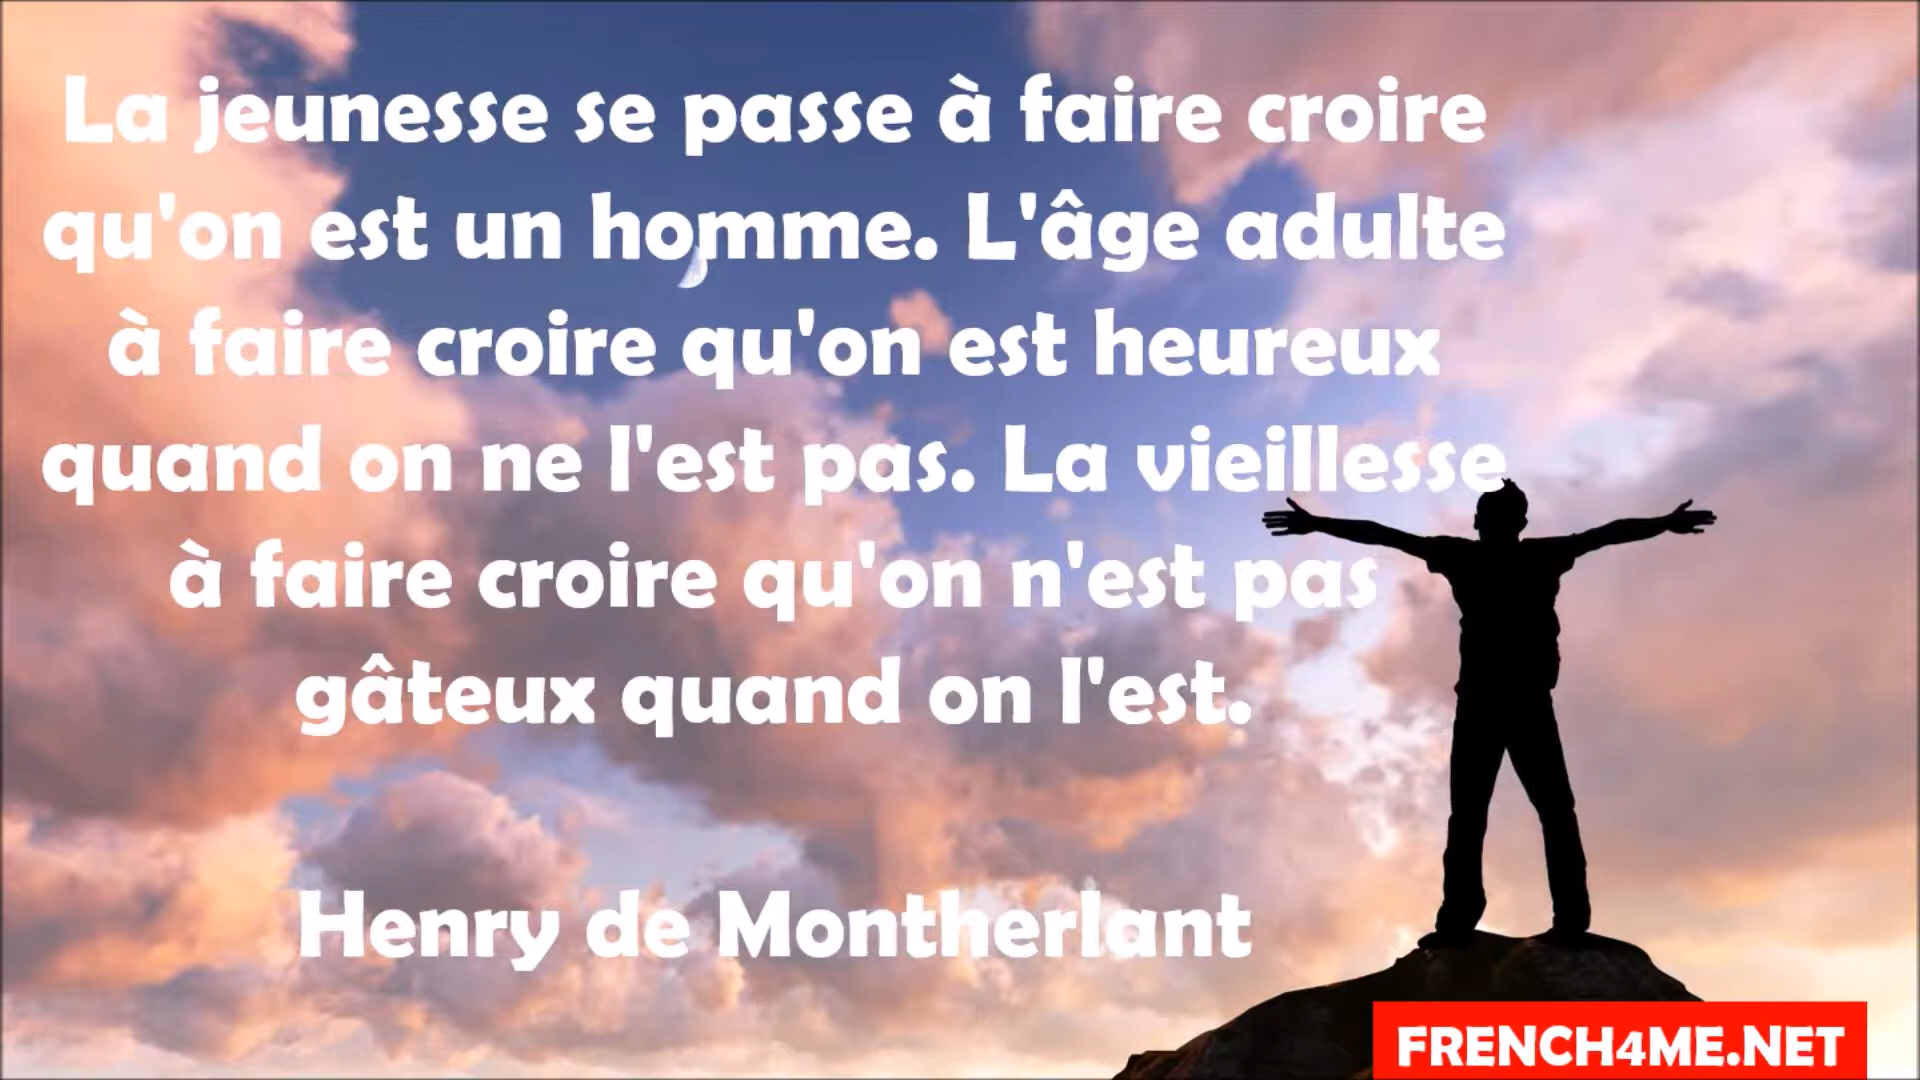 La jeunesse se passe à faire croire
qu'on est un homme. L'âge adulte
à faire croire qu'on est heureux
quand on ne l'est pas. La vieillesse
à faire croire qu'on n'est pas
gâteux quand on l'est.
Henry de Montherlant
FRENCH4ME.NET